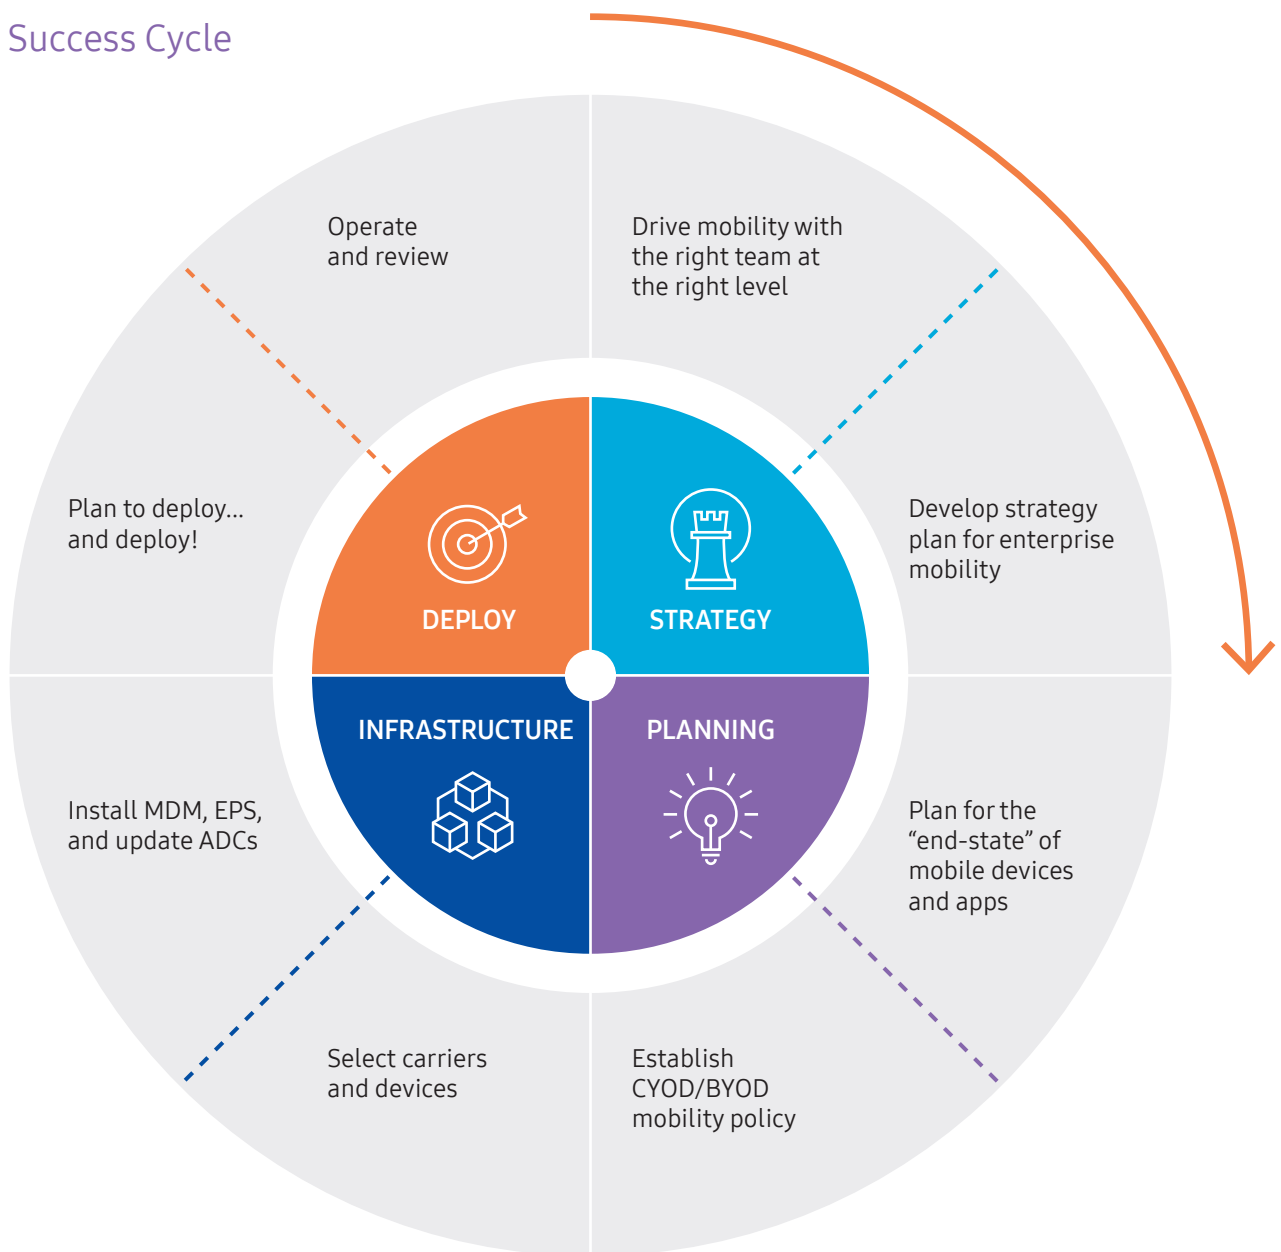 Success Cycle
Drive mobility with
the right team at
the right level
Develop strategy
plan for enterprise
mobility
Plan for the
“end-state” of
mobile devices
and apps
Establish
CYOD/BYOD
mobility policy
Select carriers
and devices
Install MDM, EPS,
and update ADCs
Plan to deploy...
and deploy!
Operate
and review
STRATEGY
PLANNING
INFRASTRUCTURE
DEPLOY